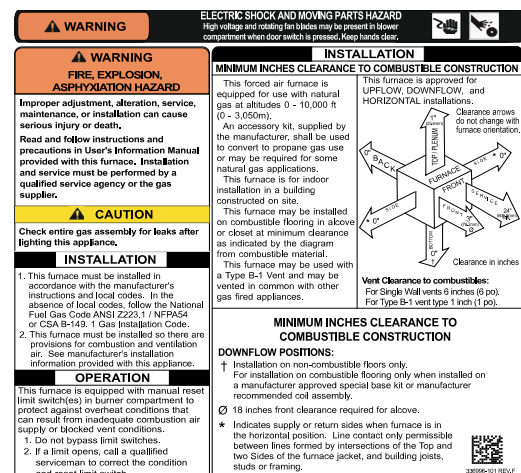 WARNING
ELECTRIC SHOCK AND MOVING PARTS HAZARD
High voltage and rotating fan blades may be present in blower
compartment when door switch is pressed. Keep hands clear.
WARNING
FIRE, EXPLOSION,
ASPHYXIATION HAZARD
Improper adjustment, alteration, service,
maintenance, or installation can cause
serious injury or death.
Read and follow instructions and
precautions in User's Information Manual
provided with this furnace. Installation
and service must be performed by a
qualified service agency or the gas
supplier.
CAUTION
Check entire gas assembly for leaks after
lighting this appliance.
INSTALLATION
1. This furnace must be installed in
accordance with the manufacturer's
instructions and local codes. In the
absence of local codes, follow the National
Fuel Gas Code ANSI Z223.1 / NFPA54
or CSA B-149. 1 Gas Installation Code.
2. This furnace must be installed so there are
provisions for combustion and ventilation
air. See manufacturer's installation
information provided with this appliance.
OPERATION
This furnace is equipped with manual reset
limit switch(es) in burner compartment to
protect against overheat conditions that
can result from inadequate combustion air
supply or blocked vent conditions.
1. Do not bypass limit switches.
2. If a limit opens, call a qualified
serviceman to correct the condition
and reset limit switch.
INSTALLATION
MINIMUM INCHES CLEARANCE TO COMBUSTIBLE CONSTRUCTION
This forced air furnace is
equipped for use with natural
gas at altitudes 0 - 10,000 ft
(0 - 3,050m).
An accessory kit, supplied by
the manufacturer, shall be used
to convert to propane gas use
or may be required for some
natural gas applications.
This furnace is for indoor
installation in a building
constructed on site.
This furnace may be installed
on combustible flooring in alcove
or closet at minimum clearance
as indicated by the diagram
from combustible material.
This furnace may be used with
a Type B-1 Vent and may be
vented in common with other
gas fired appliances.
This furnace is approved for
UPFLOW, DOWNFLOW, and
HORIZONTAL installations.
Clearance arrows
do not change with
furnace orientation.
1"
TOP / PLENUM
0"
BACK
SIDE
* 0"
FURNACE
FRONT
SERVICE
24"
* 0"
SIDE
FRONT
3"
Ø
BOTTOM
0"
†
Clearance in inches
Vent Clearance to combustibles:
For Single Wall vents 6 inches (6 po).
For Type B-1 vent type 1 inch (1 po).
MINIMUM INCHES CLEARANCE TO
COMBUSTIBLE CONSTRUCTION
DOWNFLOW POSITIONS:
† Installation on non-combustible floors only.
For installation on combustible flooring only when installed on
a manufacturer approved special base kit or manufacturer
recommended coil assembly.
Ø 18 inches front clearance required for alcove.
* Indicates supply or return sides when furnace is in
the horizontal position. Line contact only permissible
between lines formed by intersections of the Top and
two Sides of the furnace jacket, and building joists,
studs or framing.
336996-101 REV.F